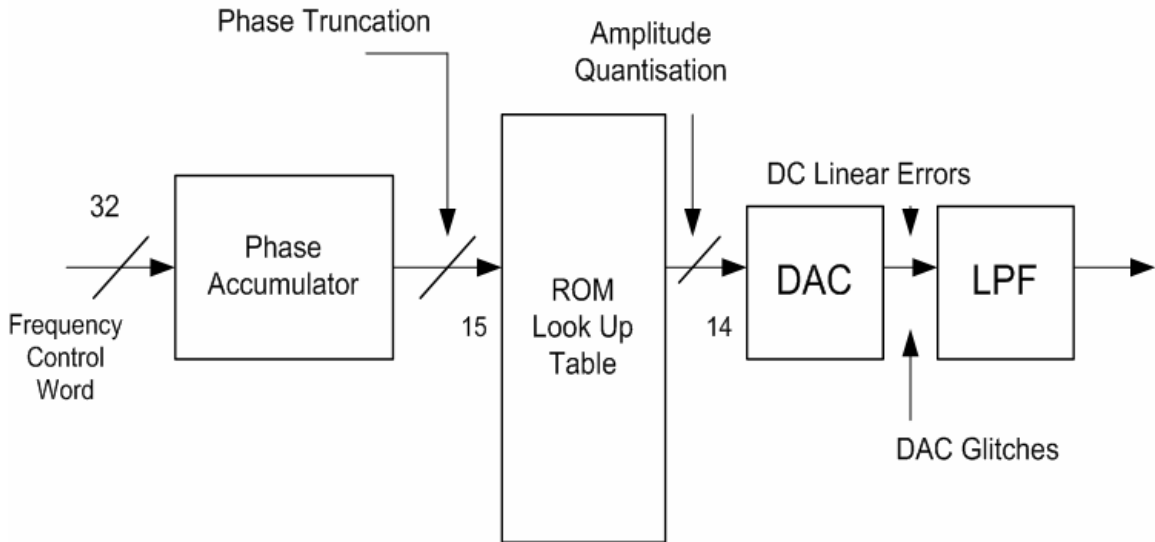 Phase Truncation
Amplitude
Quantisation
DC Linear Errors
32
Phase
Accumulator
ROM
Look Up
Table
DAC
LPF
15
14
Frequency
Control
Word
DAC Glitches